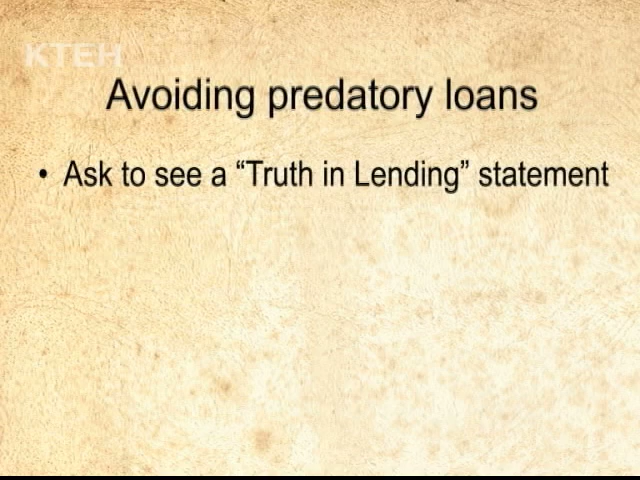 KTEH
Avoiding predatory loans
• Ask to see a “Truth in Lending” statement